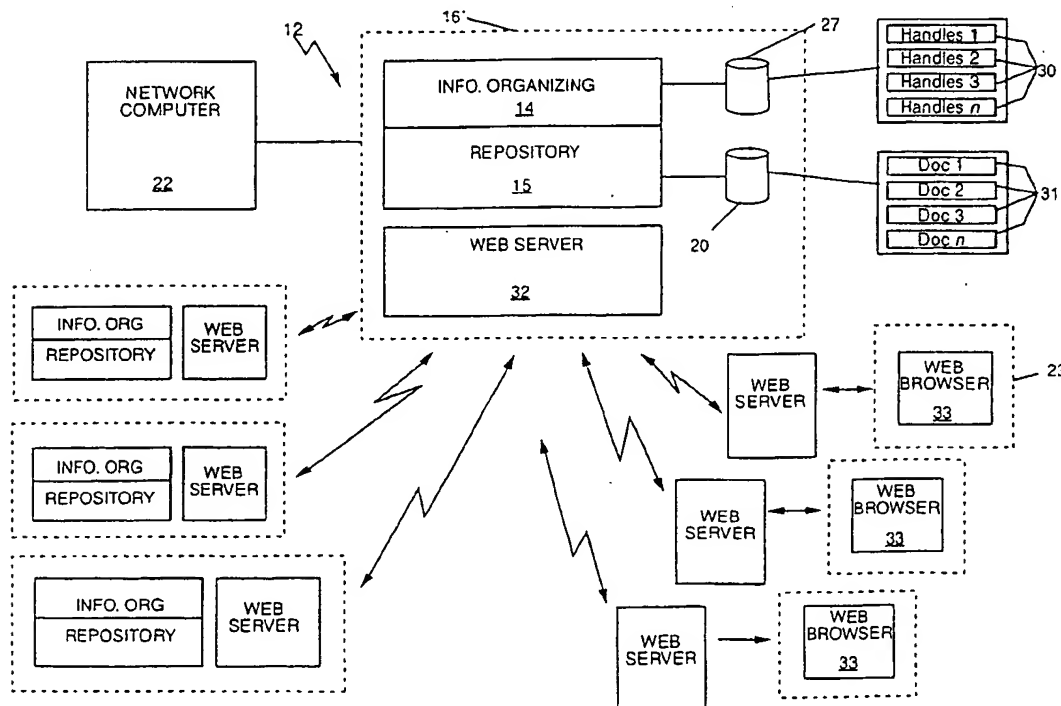 12
16'
27
NETWORK
COMPUTER
22
INFO. ORGANIZING
14
REPOSITORY
15
WEB SERVER
32
20
Handles 1
Handles 2
Handles 3
Handles n
30
Doc 1
Doc 2
Doc 3
Doc n
31
INFO. ORG
REPOSITORY
WEB
SERVER
INFO. ORG
REPOSITORY
WEB
SERVER
INFO. ORG
REPOSITORY
WEB
SERVER
WEB
SERVER
WEB
BROWSER
33
23
WEB
SERVER
WEB
BROWSER
33
WEB
SERVER
WEB
BROWSER
33